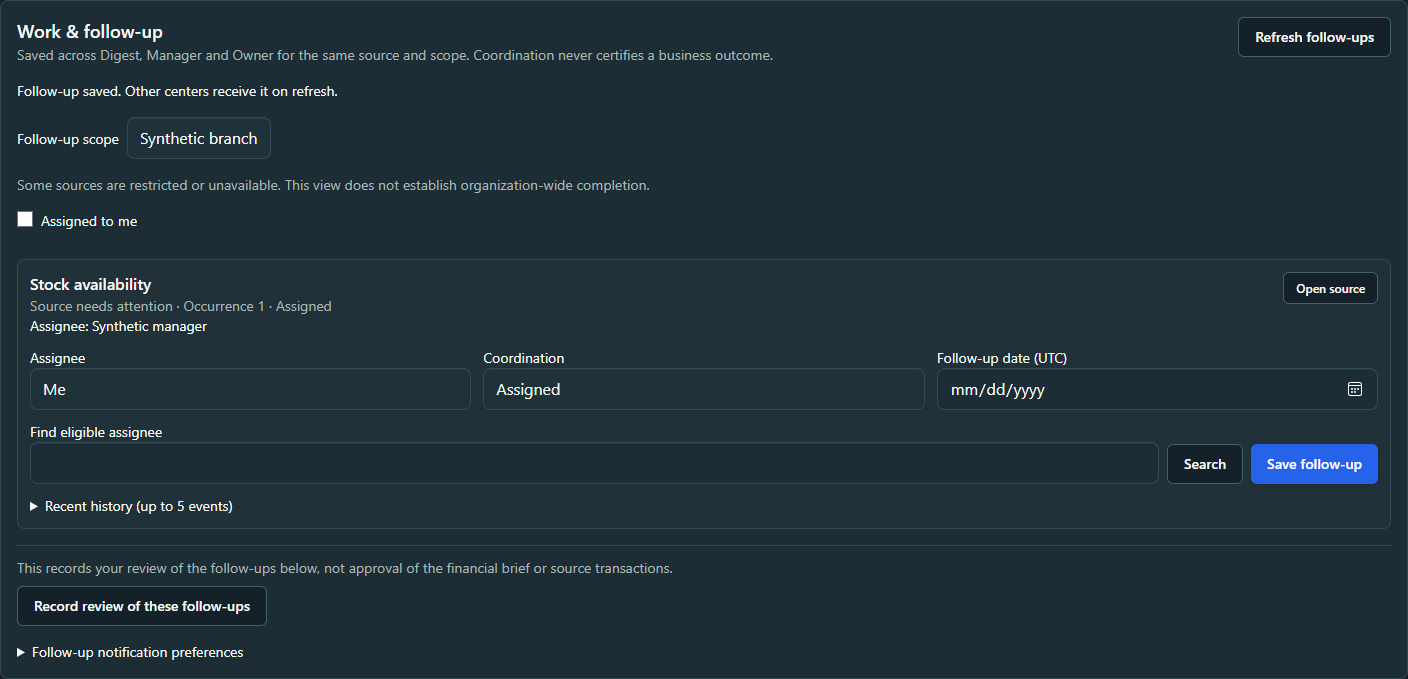 Work & follow-up
Refresh follow-ups
Saved across Digest, Manager and Owner for the same source and scope. Coordination never certifies a business outcome.
Follow-up saved. Other centers receive it on refresh.
Follow-up scope Synthetic branch
Some sources are restricted or unavailable. This view does not establish organization-wide completion.
Assigned to me
Stock availability
Open source
Source needs attention · Occurrence 1 · Assigned
Assignee: Synthetic manager
Assignee Coordination Follow-up date (UTC)
Me Assigned mm/dd/yyyy
Find eligible assignee
Search Save follow-up
Recent history (up to 5 events)
This records your review of the follow-ups below, not approval of the financial brief or source transactions.
Record review of these follow-ups
Follow-up notification preferences